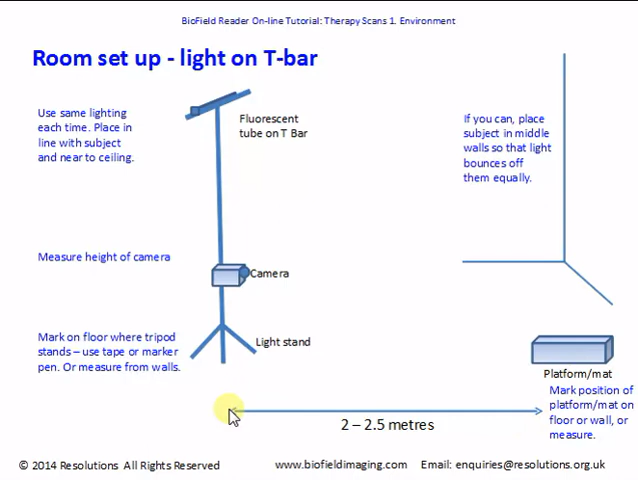 BioField Reader On-line Tutorial: Therapy Scans 1. Environment
Room set up - light on T-bar
Use same lighting
each time. Place in
line with subject
and near to ceiling.
Fluorescent
tube on T Bar
If you can, place
subject in middle
walls so that light
bounces off
them equally.
Measure height of camera
Camera
Mark on floor where tripod
stands – use tape or marker
pen. Or measure from walls.
Light stand
Platform/mat
Mark position of
platform/mat on
floor or wall, or
measure.
2 – 2.5 metres
© 2014 Resolutions All Rights Reserved
www.biofieldimaging.com Email: enquiries@resolutions.org.uk